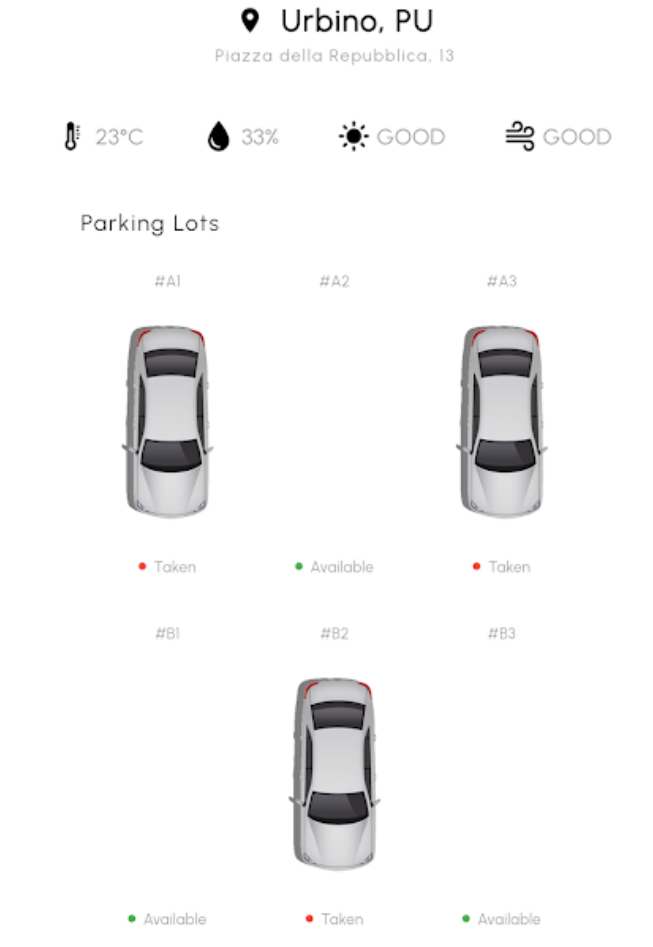 Urbino, PU
Piazza della Repubblica, 13
23°C 33% GOOD GOOD
Parking Lots
#A1 #A2 #A3
Taken Available Taken
#B1 #B2 #B3
Available Taken Available